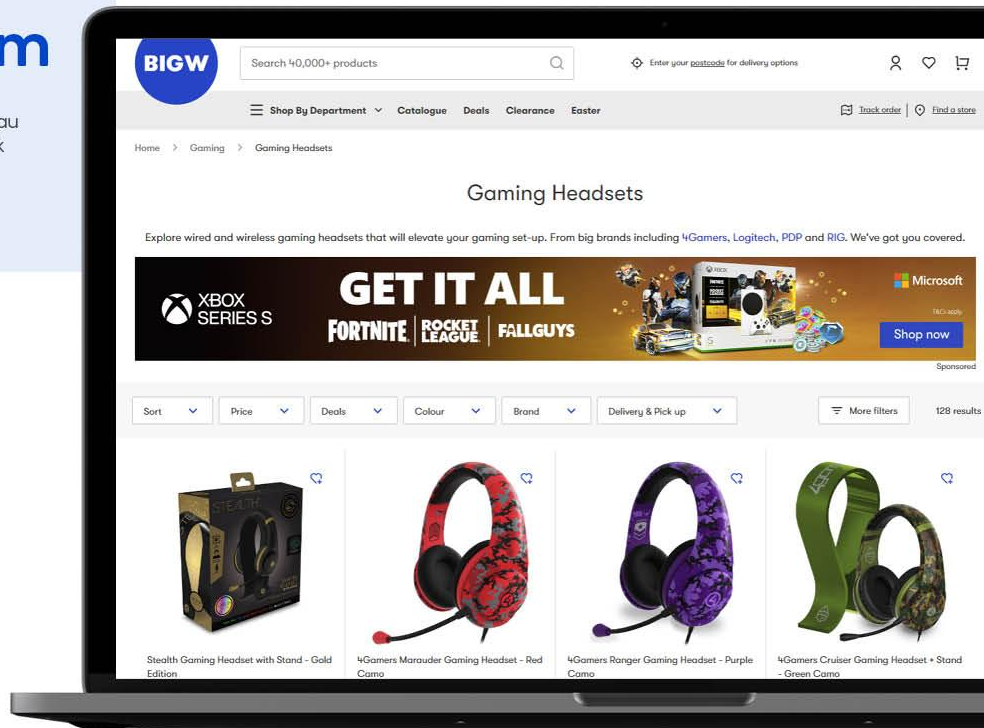 m
au
k
BIGW
Search 40,000+ products
Enter your postcode for delivery options
Shop By Department
Catalogue
Deals
Clearance
Easter
Track order
Find a store
Home > Gaming > Gaming Headsets
Gaming Headsets
Explore wired and wireless gaming headsets that will elevate your gaming set-up. From big brands including 4Gamers, Logitech, PDP and RIG. We've got you covered.
XBOX
SERIES S
GET IT ALL
FORTNITE
ROCKET
LEAGUE
FALLGUYS
XBOX
Microsoft
T&Cs apply.
Shop now
Sponsored
Sort
Price
Deals
Colour
Brand
Delivery & Pick up
More filters
128 results
STEALTH
Stealth Gaming Headset with Stand - Gold
Edition
4Gamers Marauder Gaming Headset - Red
Camo
4Gamers Ranger Gaming Headset - Purple
Camo
4Gamers Cruiser Gaming Headset + Stand
- Green Camo